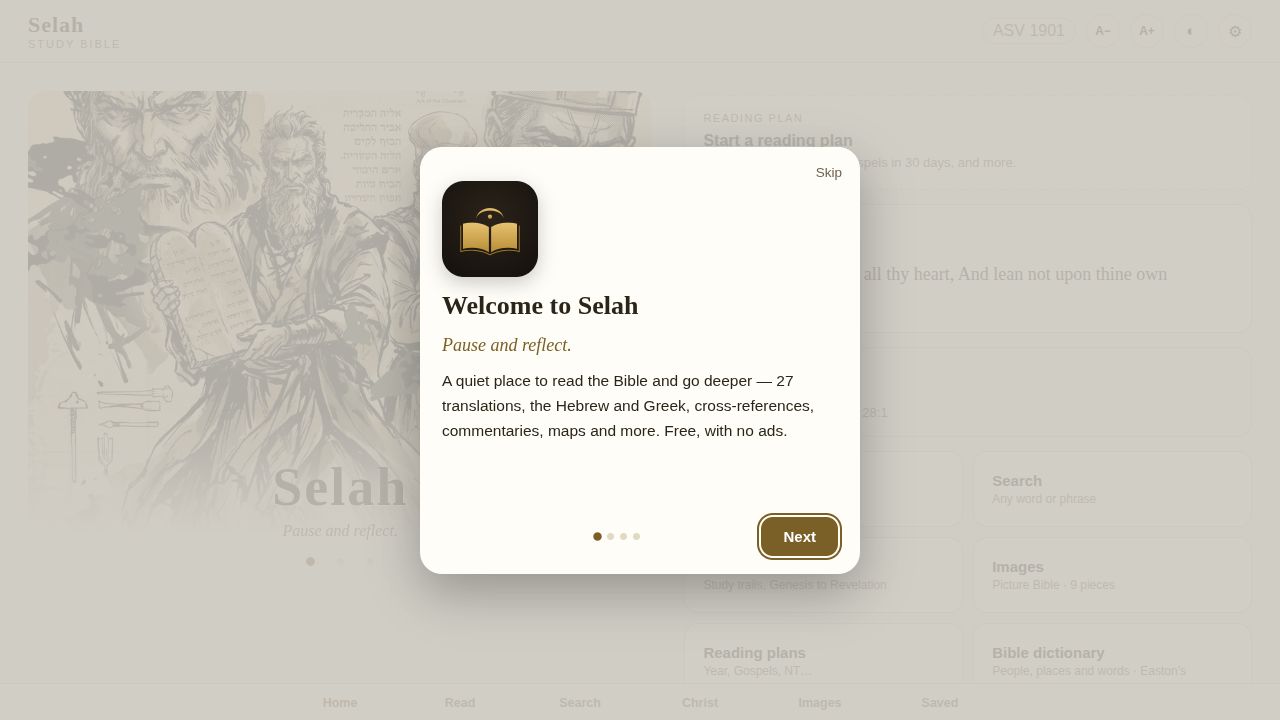 Selah
STUDY BIBLE
ASV 1901
A−
A+
READING PLAN
Start a reading plan
spels in 30 days, and more.
all thy heart, And lean not upon thine own
28:1
Search
Any word or phrase
Study trails, Genesis to Revelation
Images
Picture Bible · 9 pieces
Reading plans
Year, Gospels, NT…
Bible dictionary
People, places and words · Easton's
Selah
Pause and reflect.
Skip
Welcome to Selah
Pause and reflect.
A quiet place to read the Bible and go deeper — 27
translations, the Hebrew and Greek, cross-references,
commentaries, maps and more. Free, with no ads.
Next
Home
Read
Search
Christ
Images
Saved